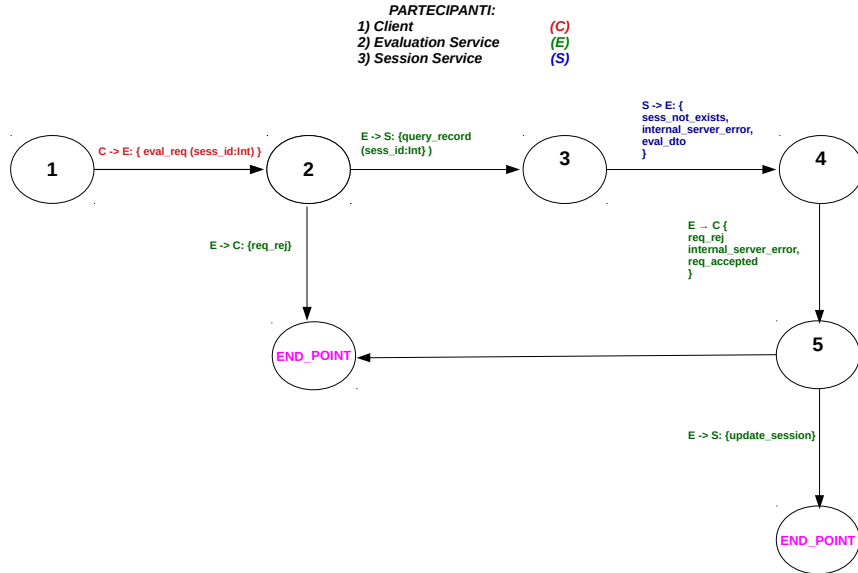 PARTECIPANTI:
1) Client (C)
2) Evaluation Service (E)
3) Session Service (S)
S -> E: {
sess_not_exists,
internal_server_error,
eval_dto
}
E -> S: {query_record
(sess_id:Int} )
C -> E: { eval_req (sess_id:Int) }
1
2
3
4
E -> C: {req_rej}
E → C {
req_rej
internal_server_error,
req_accepted
}
END_POINT
5
E -> S: {update_session}
END_POINT